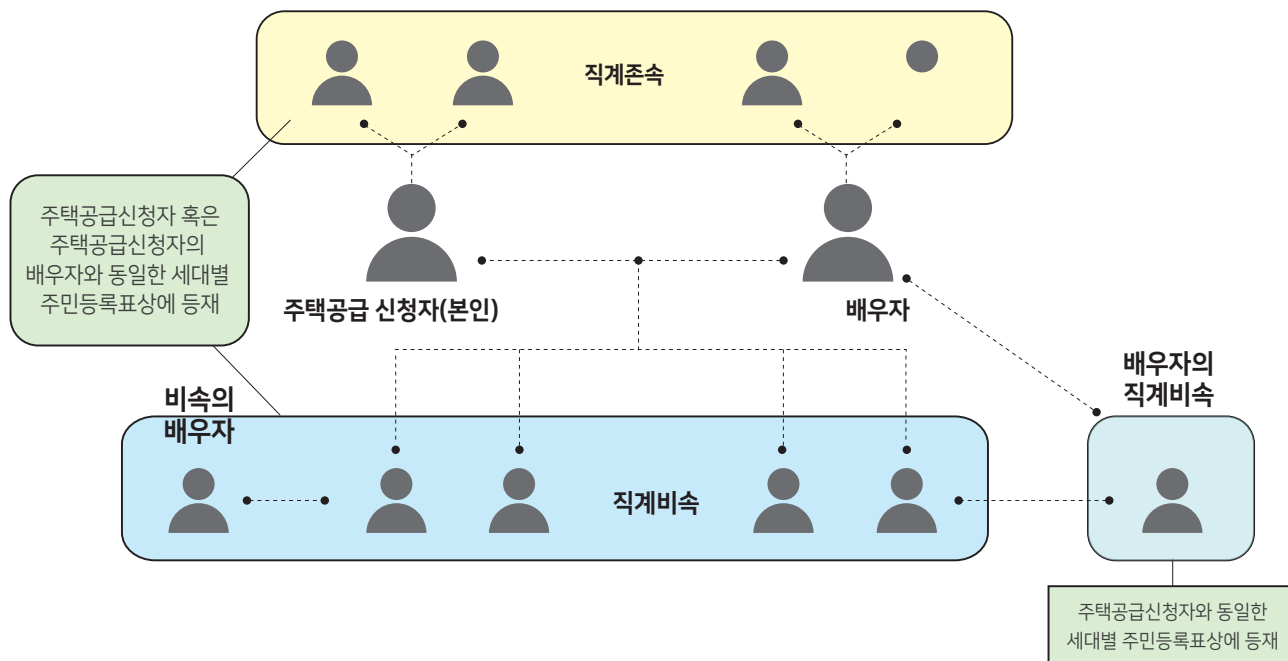 직계존속
주택공급신청자 혹은
주택공급신청자의
배우자와 동일한 세대별
주민등록표상에 등재
주택공급 신청자(본인)
배우자
배우자의
직계비속
비속의
배우자
직계비속
주택공급신청자와 동일한
세대별 주민등록표상에 등재